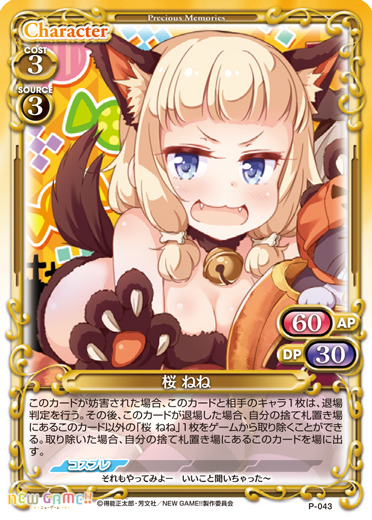 Precious Memories
Character
COST
3
SOURCE
3
60 AP
DP 30
桜 ねね
このカードが妨害された場合、このカードと相手のキャラ1枚は、退場
判定を行う。その後、このカードが退場した場合、自分の捨て札置き場
にあるこのカード以外の「桜 ねね」1枚をゲームから取り除くことができ
る。取り除いた場合、自分の捨て札置き場にあるこのカードを場に出
す。
コスプレ
それもやってみよー いいこと聞いちゃった~
NEW GAME!!
ーニューゲームー
©得能正太郎・芳文社/NEW GAME!!製作委員会
P-043